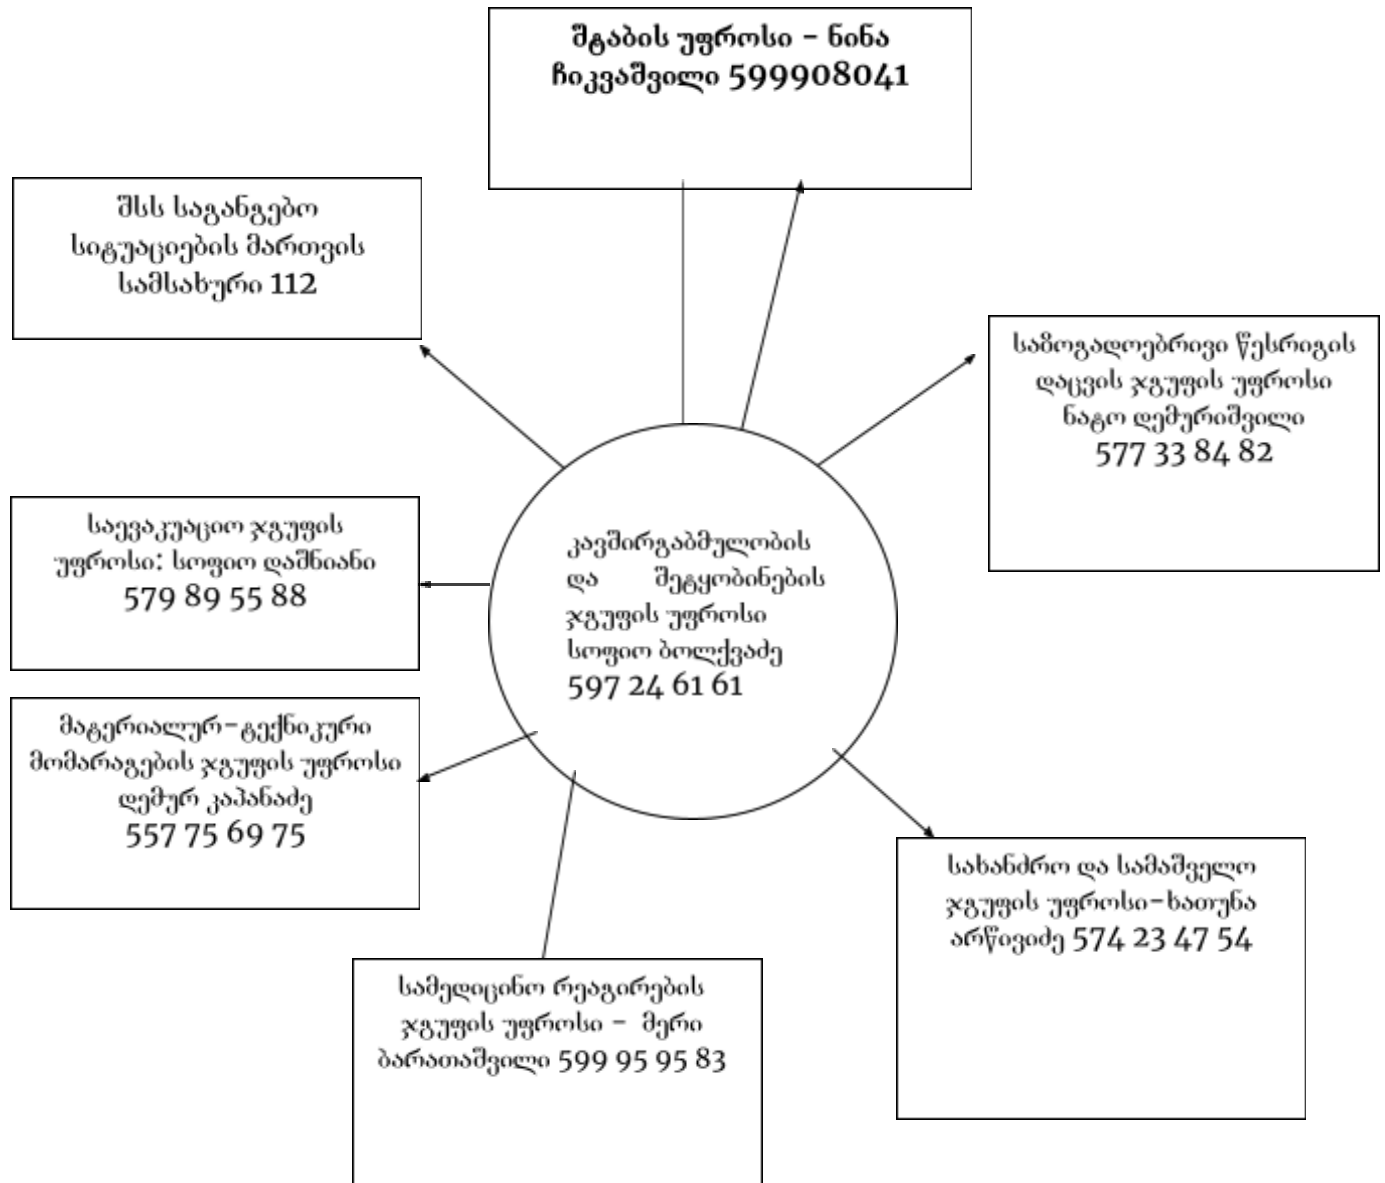 შტაბის უფროსი - ნინა
ჩიკვაშვილი 599908041
შსს საგანგებო
სიტუაციების მართვის
სამსახური 112
საზოგადოებრივი წესრიგის
დაცვის ჯგუფის უფროსი
ნატო დემურიშვილი
577 33 84 82
საევაკუაციო ჯგუფის
უფროსი: სოფიო დაშნიანი
579 89 55 88
კავშირგაბმულობის
და შეტყობინების
ჯგუფის უფროსი
სოფიო ბოლქვაძე
597 24 61 61
მატერიალურ-ტექნიკური
მომარაგების ჯგუფის უფროსი
დემურ კაპანაძე
557 75 69 75
სახანძრო და სამაშველო
ჯგუფის უფროსი-ხათუნა
არწივიძე 574 23 47 54
სამედიცინო რეაგირების
ჯგუფის უფროსი - მერი
ბარათაშვილი 599 95 95 83